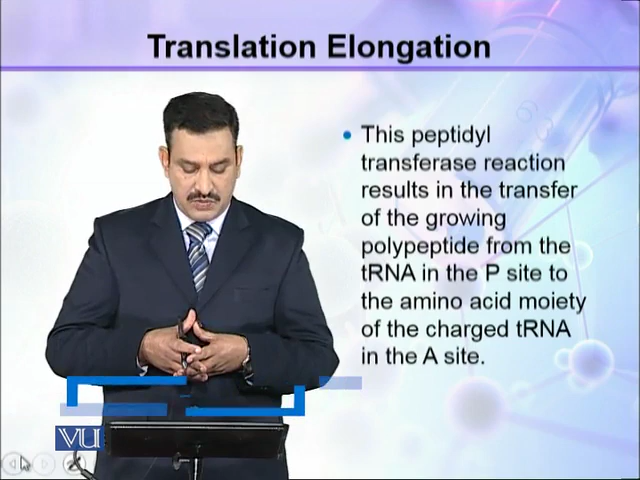 Translation Elongation
• This peptidyl
transferase reaction
results in the transfer
of the growing
polypeptide from the
tRNA in the P site to
the amino acid moiety
of the charged tRNA
in the A site.
VU